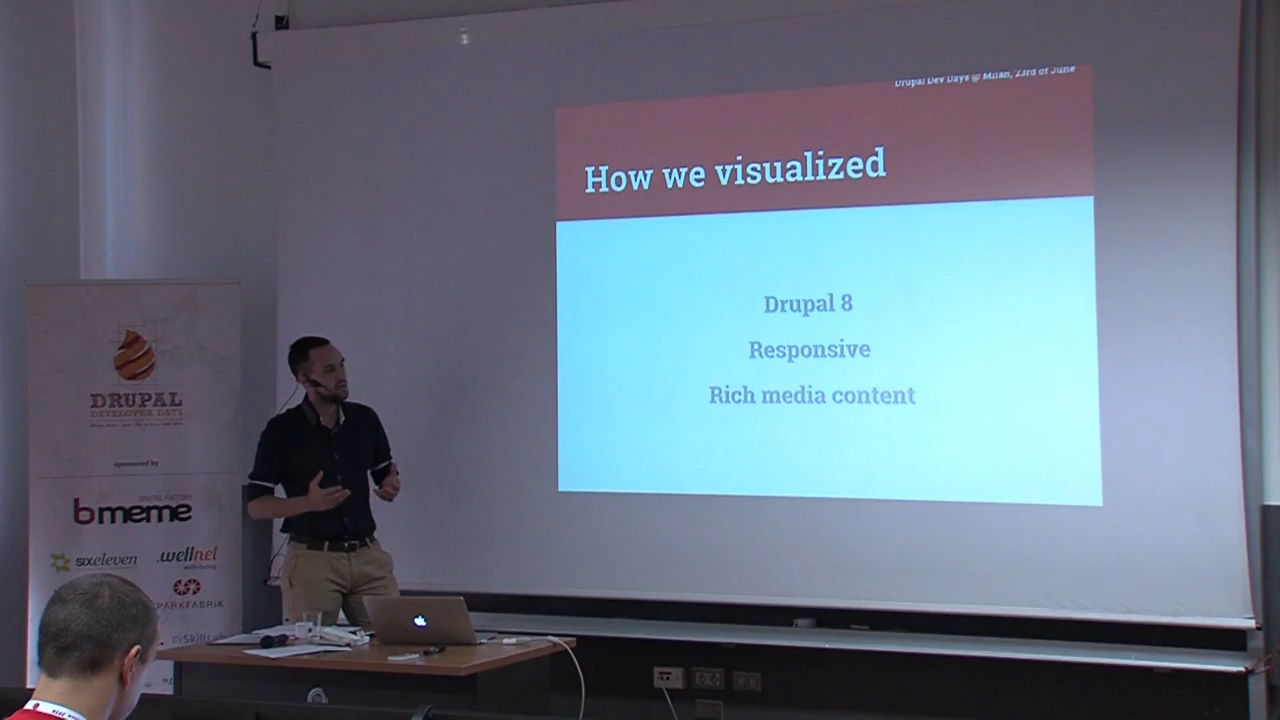 Drupal Dev Days @ Milan, 23rd of June
How we visualized
Drupal 8
Responsive
Rich media content
DRUPAL
DEVELOPER DAYS
sponsored by
DIGITAL FACTORY
bmeme
sixeleven
.wellnet
SPARKFABRIK